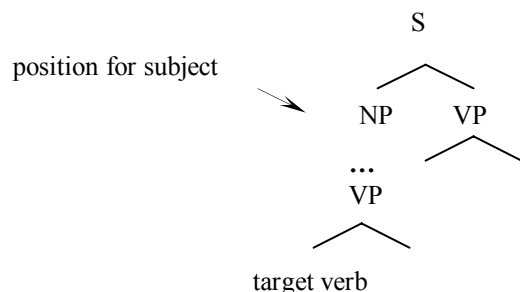 S
position for subject
NP VP
...
VP
target verb